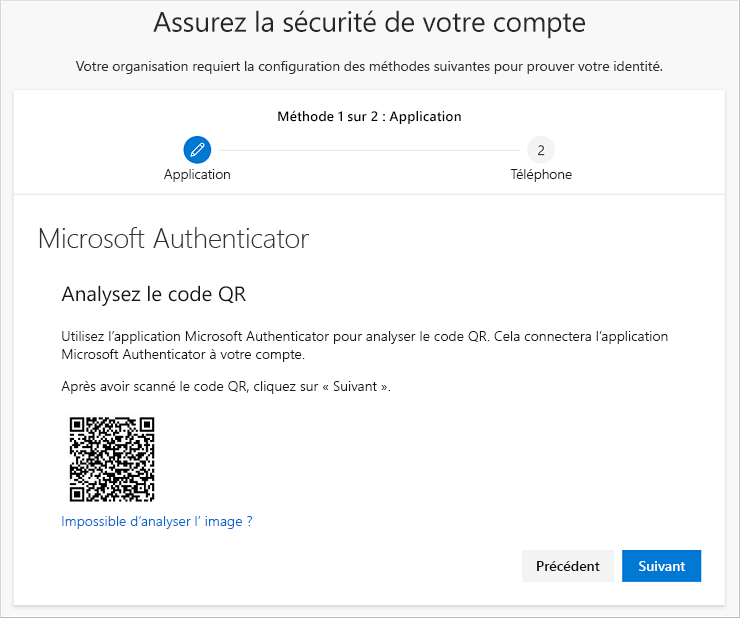 Assurez la sécurité de votre compte
Votre organisation requiert la configuration des méthodes suivantes pour prouver votre identité.
Méthode 1 sur 2 : Application
2
Application
Téléphone
Microsoft Authenticator
Analysez le code QR
Utilisez l’application Microsoft Authenticator pour analyser le code QR. Cela connectera l’application
Microsoft Authenticator à votre compte.
Après avoir scanné le code QR, cliquez sur « Suivant ».
Impossible d’analyser l’ image ?
Précédent
Suivant